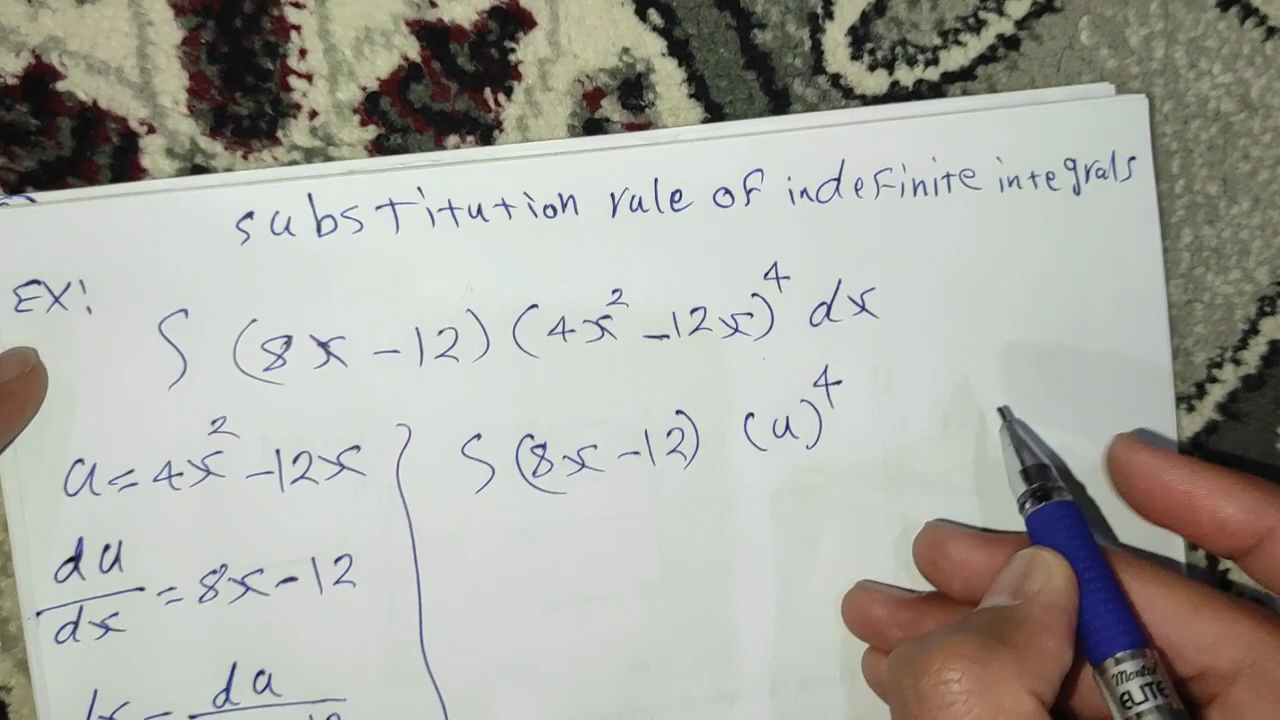 substitution rule of indefinite integrals
EX:
∫ (8x - 12) (4x² - 12x)⁴ dx
u = 4x² - 12x
∫ (8x - 12) (u)⁴
du/dx = 8x - 12
du
ELITE